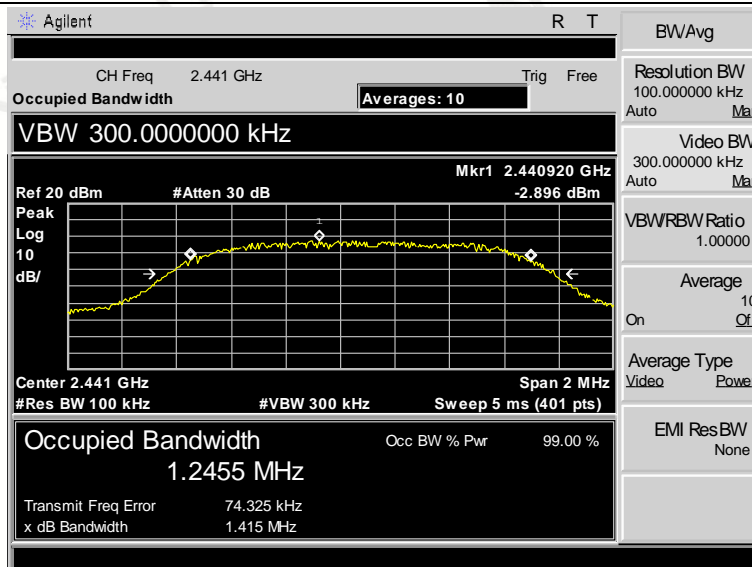 Agilent R T
CH Freq 2.441 GHz Trig Free
Occupied Bandwidth Averages: 10
VBW 300.0000000 kHz
Mkr1 2.440920 GHz
Ref 20 dBm #Atten 30 dB -2.896 dBm
Peak
Log
10
dB/
1
Center 2.441 GHz Span 2 MHz
#Res BW 100 kHz #VBW 300 kHz Sweep 5 ms (401 pts)
Occupied Bandwidth Occ BW % Pwr 99.00 %
1.2455 MHz
Transmit Freq Error 74.325 kHz
x dB Bandwidth 1.415 MHz
BW/Avg
Resolution BW
100.000000 kHz
Auto Ma
Video BW
300.000000 kHz
Auto Ma
VBW/RBW Ratio
1.00000
Average
10
On Of
Average Type
Video Powe
EMI Res BW
None